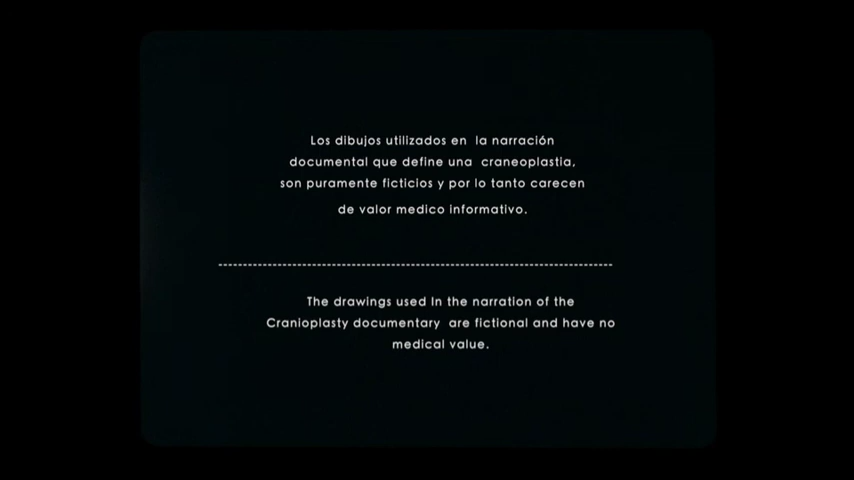 Los dibujos utilizados en la narración
documental que define una craneoplastia,
son puramente ficticios y por lo tanto carecen
de valor medico informativo.
The drawings used In the narration of the
Cranioplasty documentary are fictional and have no
medical value.